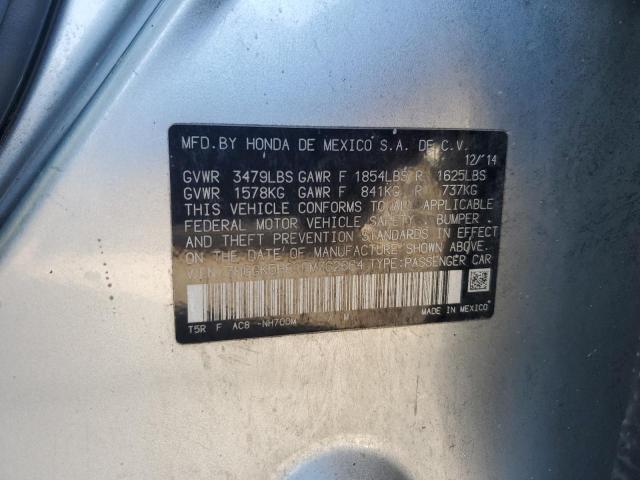 MFD. BY HONDA DE MEXICO S.A. DE C.V.
12/'14
GVWR 3479LBS GAWR F 1854LBS R 1625LBS
GVWR 1578KG GAWR F 841KG R 737KG
THIS VEHICLE CONFORMS TO ALL APPLICABLE
FEDERAL MOTOR VEHICLE SAFETY, BUMPER,
AND THEFT PREVENTION STANDARDS IN EFFECT
ON THE DATE OF MANUFACTURE SHOWN ABOVE.
V.I.N. TYPE: PASSENGER CAR
T5R F AC8 -NH700M M MADE IN MEXICO